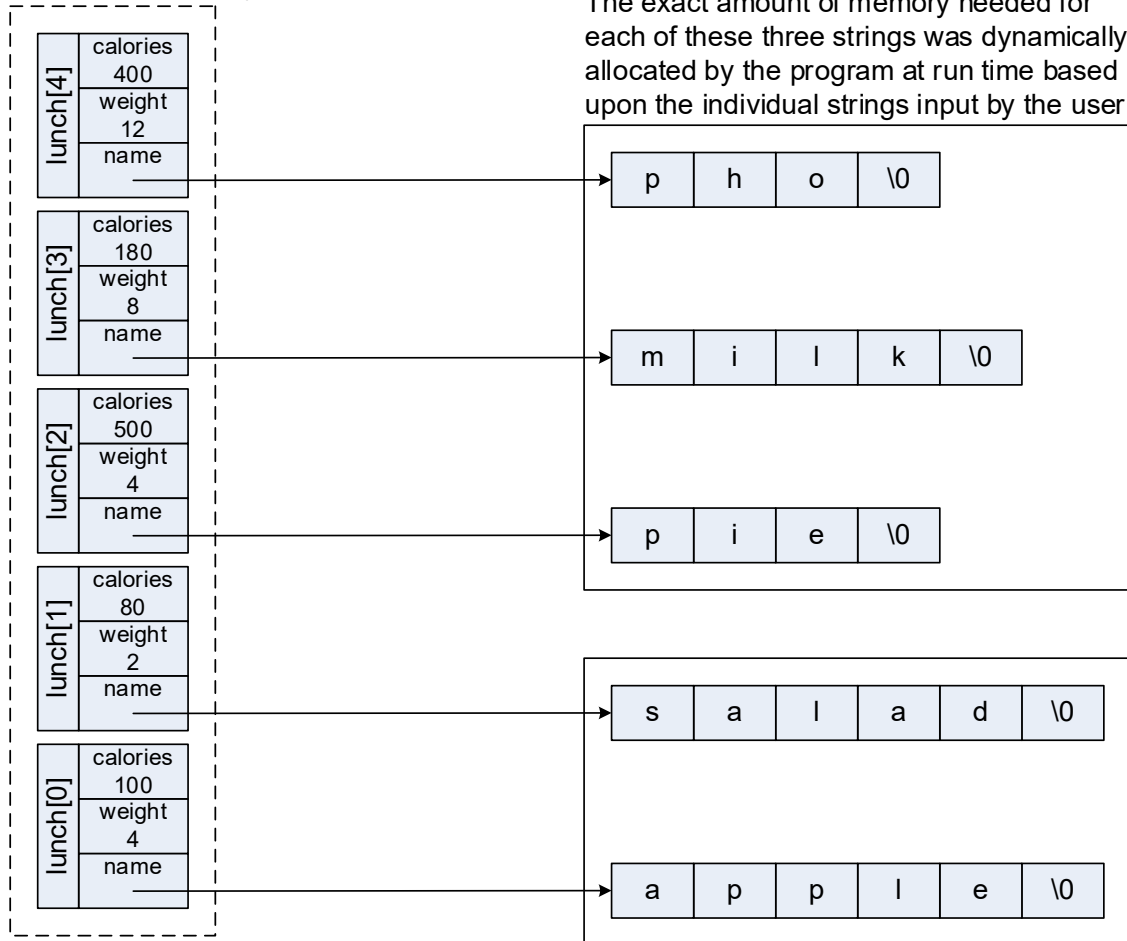 The exact amount of memory needed for
each of these three strings was dynamically
allocated by the program at run time based
upon the individual strings input by the user
lunch[4]
calories
400
weight
12
name
p h o \0
lunch[3]
calories
180
weight
8
name
m i l k \0
lunch[2]
calories
500
weight
4
name
p i e \0
lunch[1]
calories
80
weight
2
name
s a l a d \0
lunch[0]
calories
100
weight
4
name
a p p l e \0